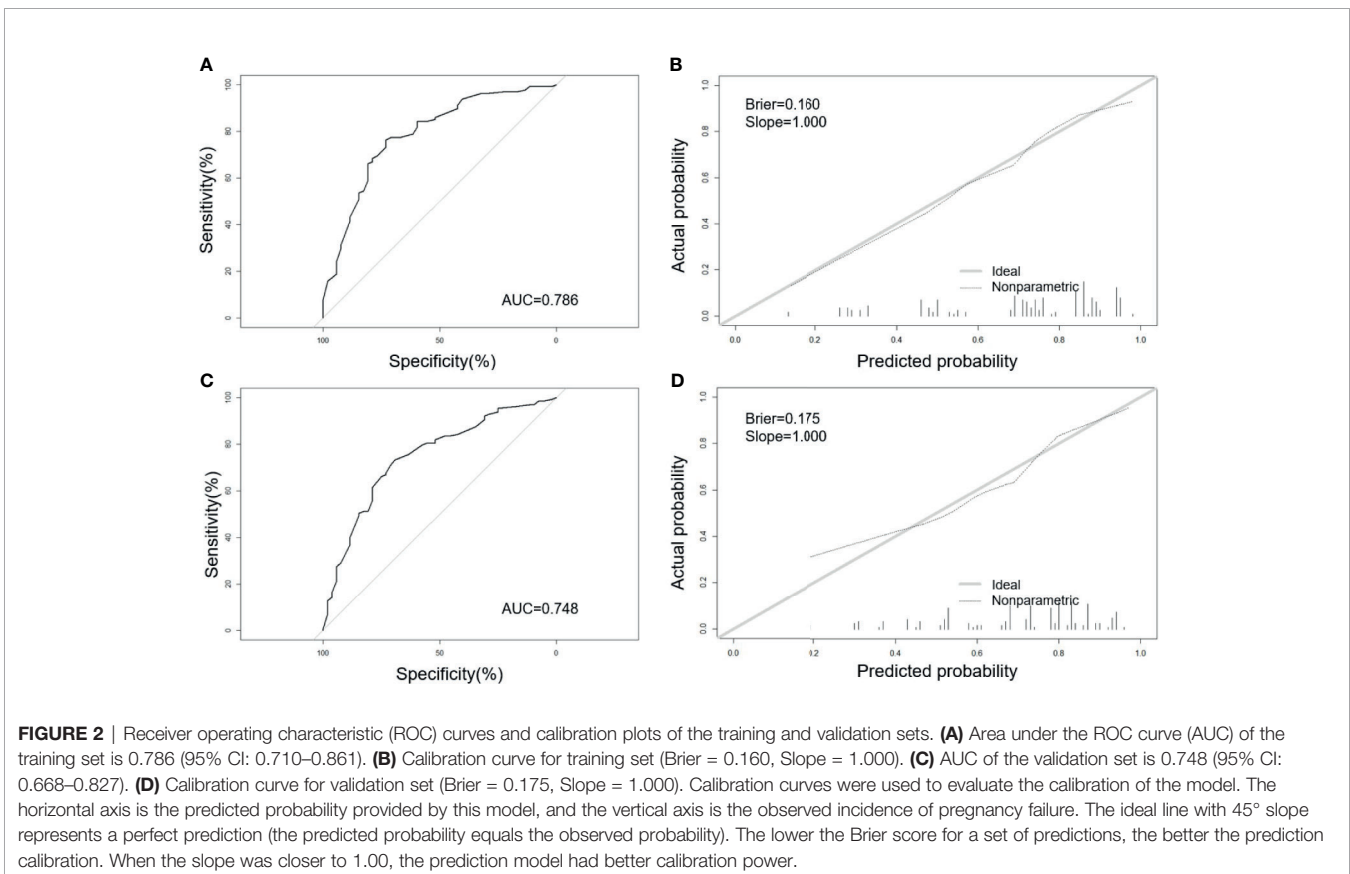 A
100
80
60
40
20
0
Sensitivity(%)
AUC=0.786
100
50
0
Specificity(%)
B
1.0
0.8
0.6
0.4
0.2
0.0
Actual probability
Brier=0.160
Slope=1.000
Ideal
Nonparametric
0.0
0.2
0.4
0.6
0.8
1.0
Predicted probability
C
100
80
60
40
20
0
Sensitivity(%)
AUC=0.748
100
50
0
Specificity(%)
D
1.0
0.8
0.6
0.4
0.2
0.0
Actual probability
Brier=0.175
Slope=1.000
Ideal
Nonparametric
0.0
0.2
0.4
0.6
0.8
1.0
Predicted probability
FIGURE 2 | Receiver operating characteristic (ROC) curves and calibration plots of the training and validation sets. (A) Area under the ROC curve (AUC) of the
training set is 0.786 (95% CI: 0.710–0.861). (B) Calibration curve for training set (Brier = 0.160, Slope = 1.000). (C) AUC of the validation set is 0.748 (95% CI:
0.668–0.827). (D) Calibration curve for validation set (Brier = 0.175, Slope = 1.000). Calibration curves were used to evaluate the calibration of the model. The
horizontal axis is the predicted probability provided by this model, and the vertical axis is the observed incidence of pregnancy failure. The ideal line with 45° slope
represents a perfect prediction (the predicted probability equals the observed probability). The lower the Brier score for a set of predictions, the better the prediction
calibration. When the slope was closer to 1.00, the prediction model had better calibration power.